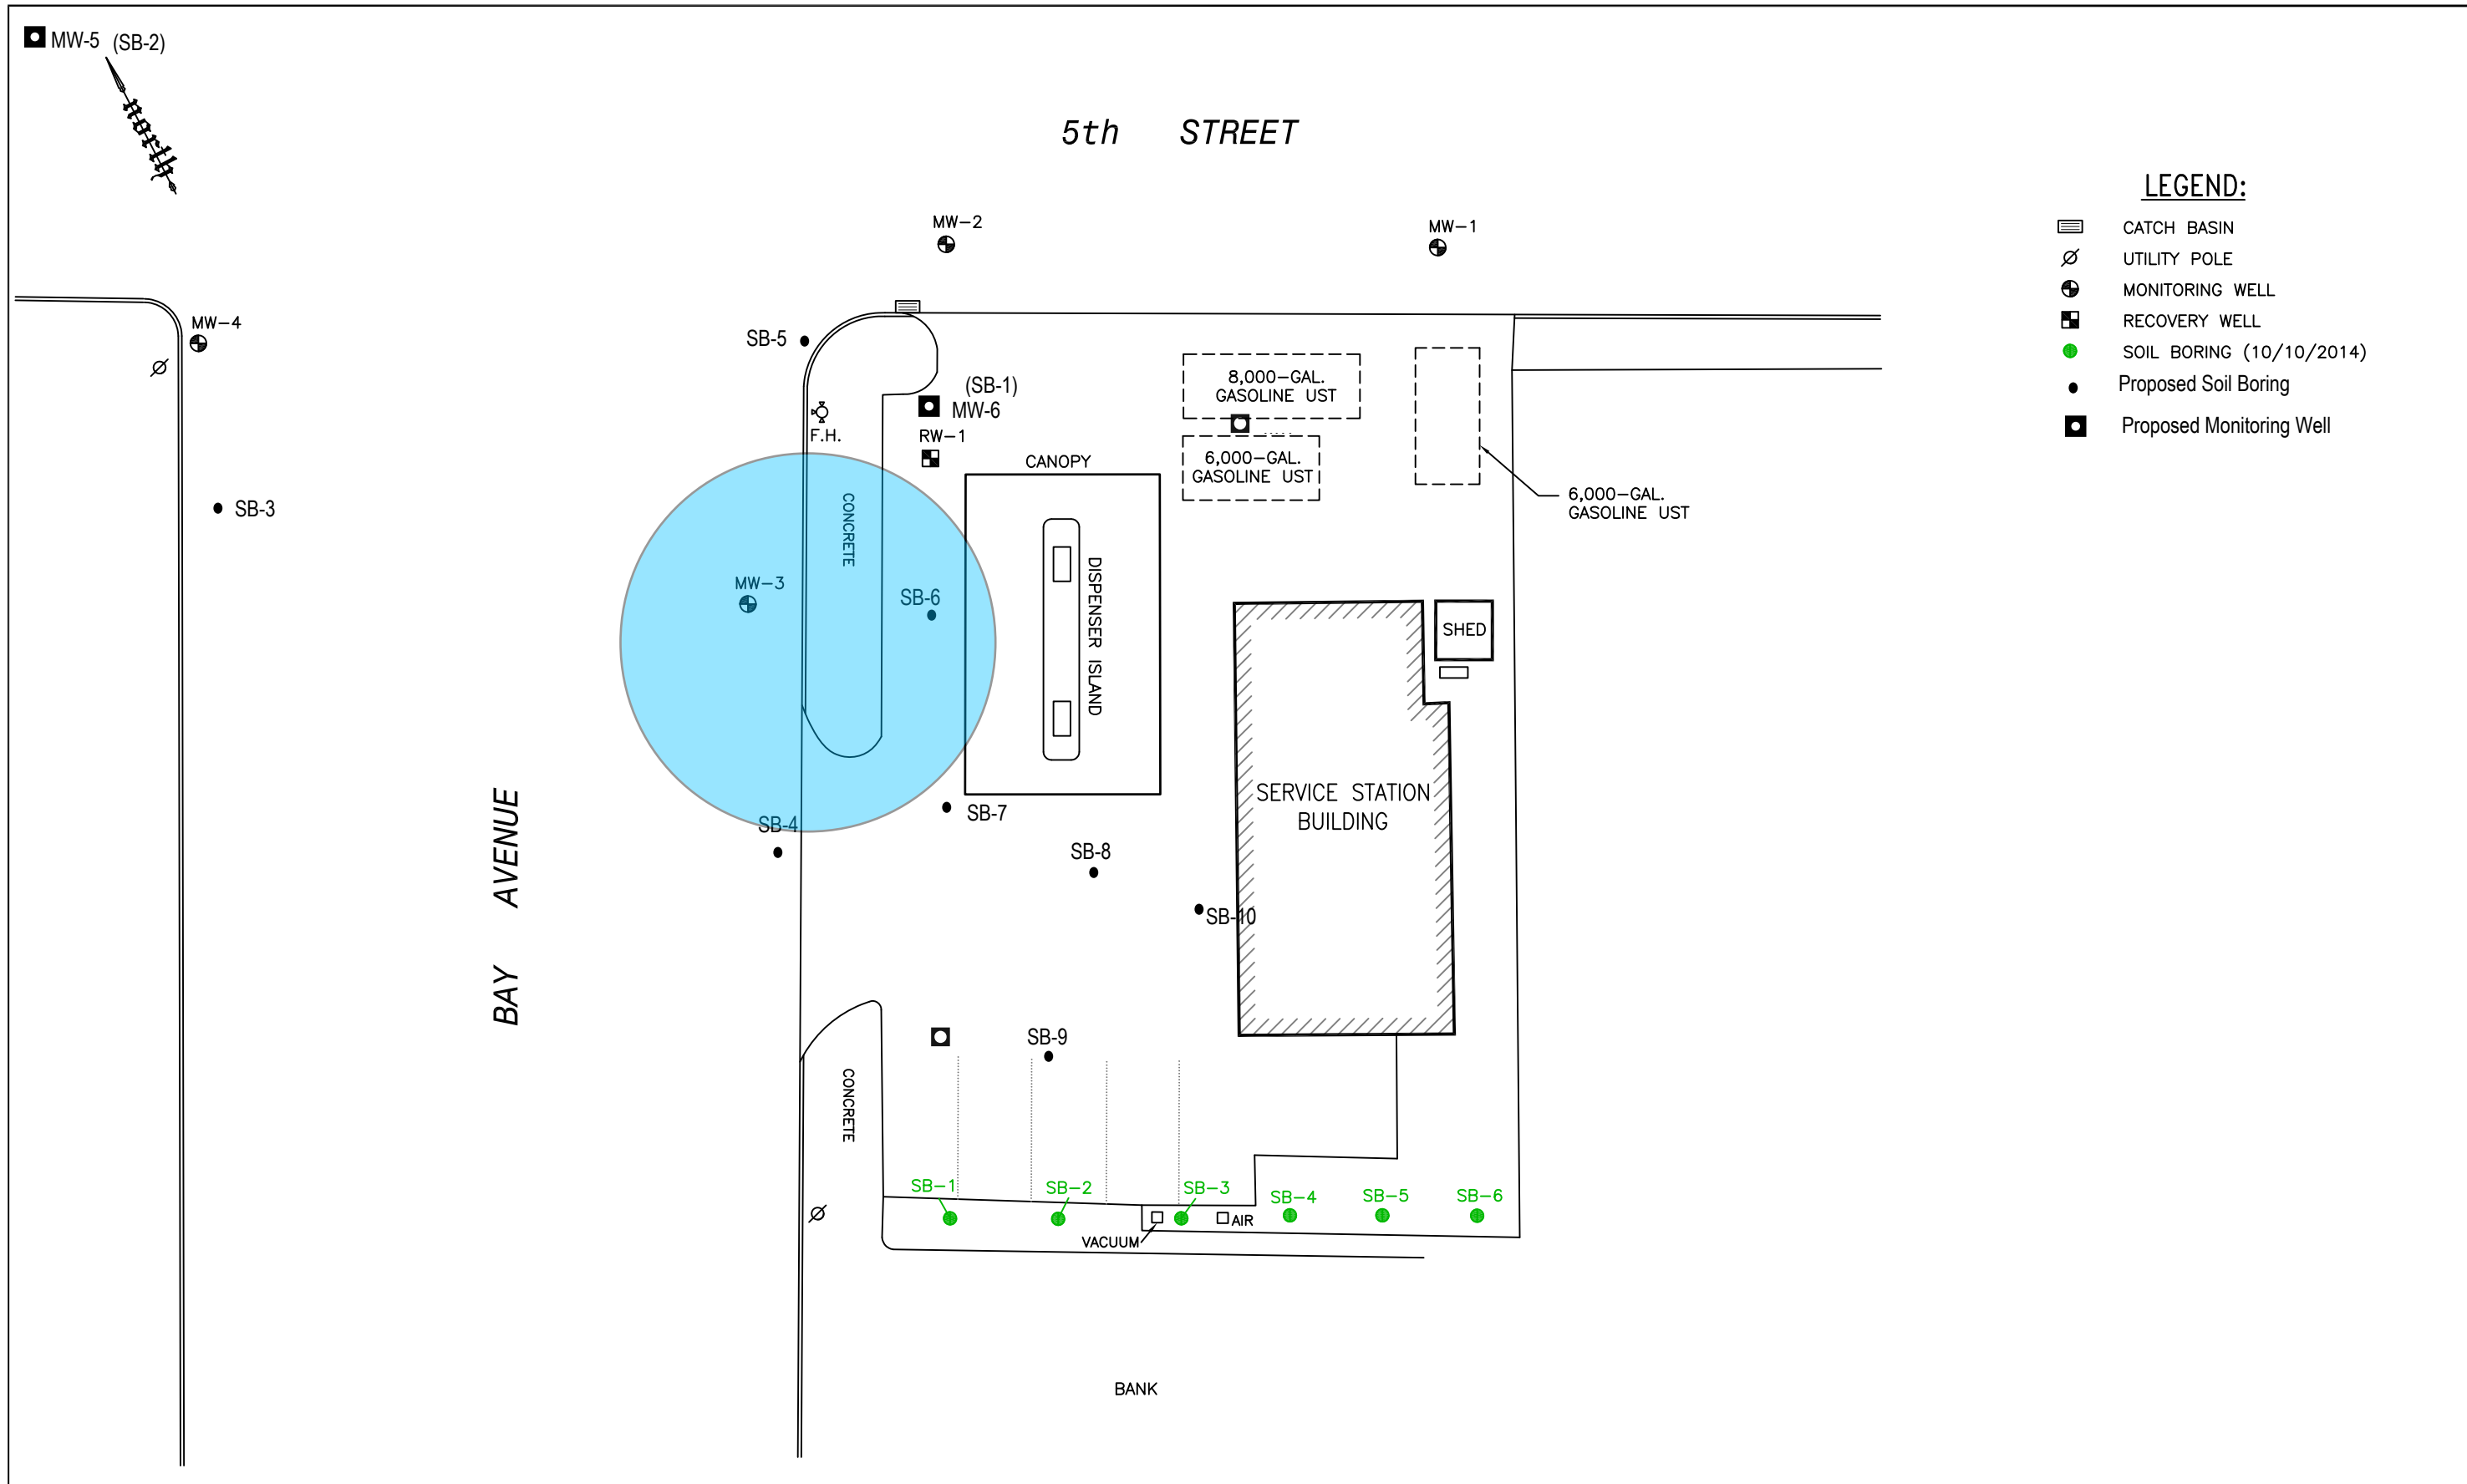 MW-5 (SB-2)
north
5th STREET
LEGEND:
CATCH BASIN
UTILITY POLE
MONITORING WELL
RECOVERY WELL
SOIL BORING (10/10/2014)
Proposed Soil Boring
Proposed Monitoring Well
MW-2
MW-1
MW-4
SB-5
(SB-1)
MW-6
F.H.
RW-1
8,000-GAL.
GASOLINE UST
6,000-GAL.
GASOLINE UST
6,000-GAL.
GASOLINE UST
CANOPY
CONCRETE
SB-3
MW-3
SB-6
DISPENSER ISLAND
SHED
SERVICE STATION
BUILDING
BAY AVENUE
SB-4
SB-7
SB-8
SB-10
SB-9
CONCRETE
SB-1
SB-2
SB-3
SB-4
SB-5
SB-6
AIR
VACUUM
BANK